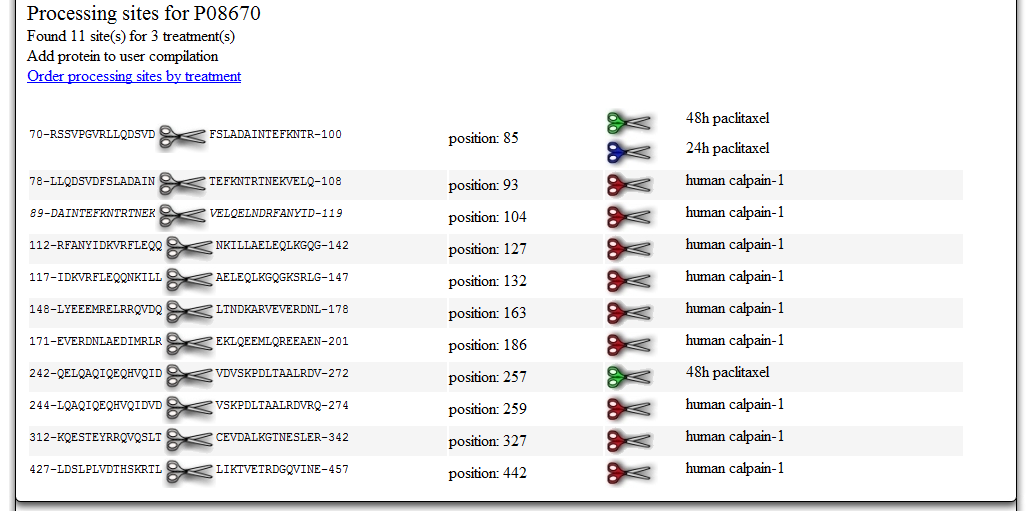 Processing sites for P08670
Found 11 site(s) for 3 treatment(s)
Add protein to user compilation
Order processing sites by treatment
70-RSSVPGVRLLQDSVD FSLADAINTEFKNTR-100 position: 85 48h paclitaxel
24h paclitaxel
78-LLQDSVDFSLADAIN TEFKNTRTNEKVELQ-108 position: 93 human calpain-1
89-DAINTEFKNTRTNEK VELQELNDRFANYID-119 position: 104 human calpain-1
112-RFANYIDKVRFLEQQ NKILLAELEQLKGQG-142 position: 127 human calpain-1
117-IDKVRFLEQQNKILL AELEQLKGQGKSRLG-147 position: 132 human calpain-1
148-LYEEEMRELRRQVDQ LTNDKARVEVERDNL-178 position: 163 human calpain-1
171-EVERDNLAEDIMRLR EKLQEEMLQREEAEN-201 position: 186 human calpain-1
242-QELQAQIQEQHVQID VDVSKPDLTAALRDV-272 position: 257 48h paclitaxel
244-LQAQIQEQHVQIDVD VSKPDLTAALRDVRQ-274 position: 259 human calpain-1
312-KQESTEYRRQVQSLT CEVDALKGTNESLER-342 position: 327 human calpain-1
427-LDSLPLVDTHSKRTL LIKTVETRDGQVINE-457 position: 442 human calpain-1